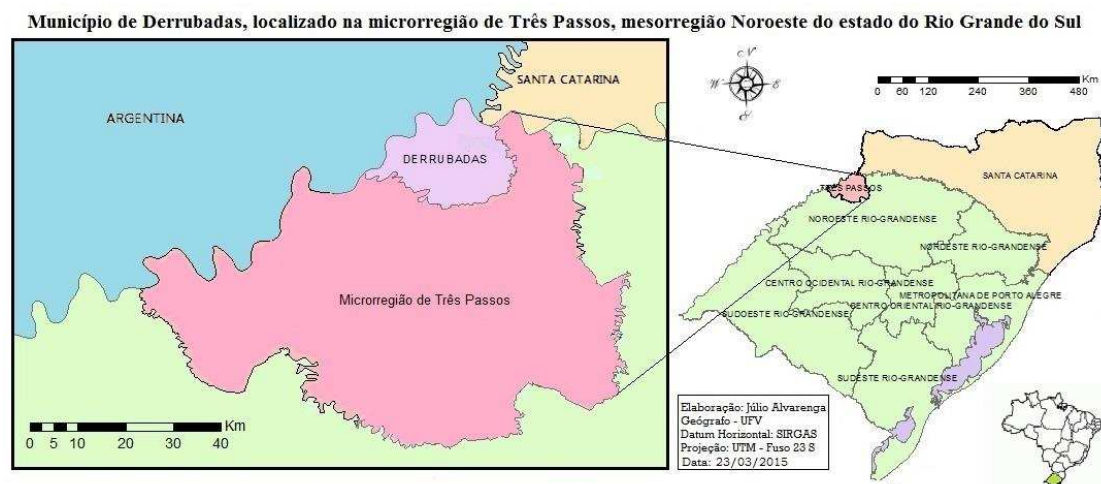 Município de Derrubadas, localizado na microrregião de Três Passos, mesorregião Noroeste do estado do Rio Grande do Sul
SANTA CATARINA
ARGENTINA
DERRUBADAS
Microrregião de Três Passos
0 5 10 20 30 40 Km
N
W E
S
Km
0 60 120 240 360 480
SANTA CATARINA
TRÊS PASSOS
NOROESTE RIO-GRANDENSE
NORDESTE RIO-GRANDENSE
CENTRO OCIDENTAL RIO-GRANDENSE
METROPOLITANA DE PORTO ALEGRE
CENTRO ORIENTAL RIO-GRANDENSE
SUDOESTE RIO-GRANDENSE
SUDESTE RIO-GRANDENSE
Elaboração: Júlio Alvarenga
Geógrafo - UFV
Datum Horizontal: SIRGAS
Projeção: UTM - Fuso 23 S
Data: 23/03/2015